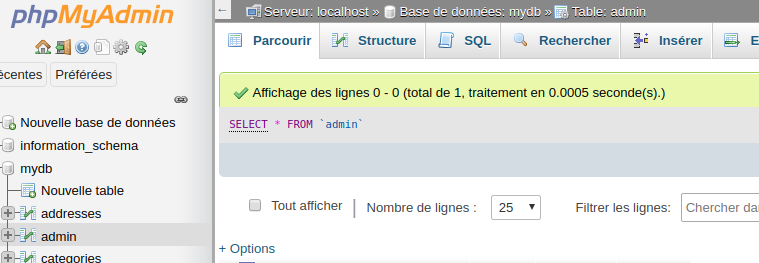 phpMyAdmin
Serveur: localhost » Base de données: mydb » Table: admin
Parcourir Structure SQL Rechercher Insérer
Préférées
Affichage des lignes 0 - 0 (total de 1, traitement en 0.0005 seconde(s).)
SELECT * FROM `admin`
Nouvelle base de données
information_schema
mydb
Nouvelle table
addresses
admin
categories
Tout afficher
Nombre de lignes : 25
Filtrer les lignes: Chercher
+ Options